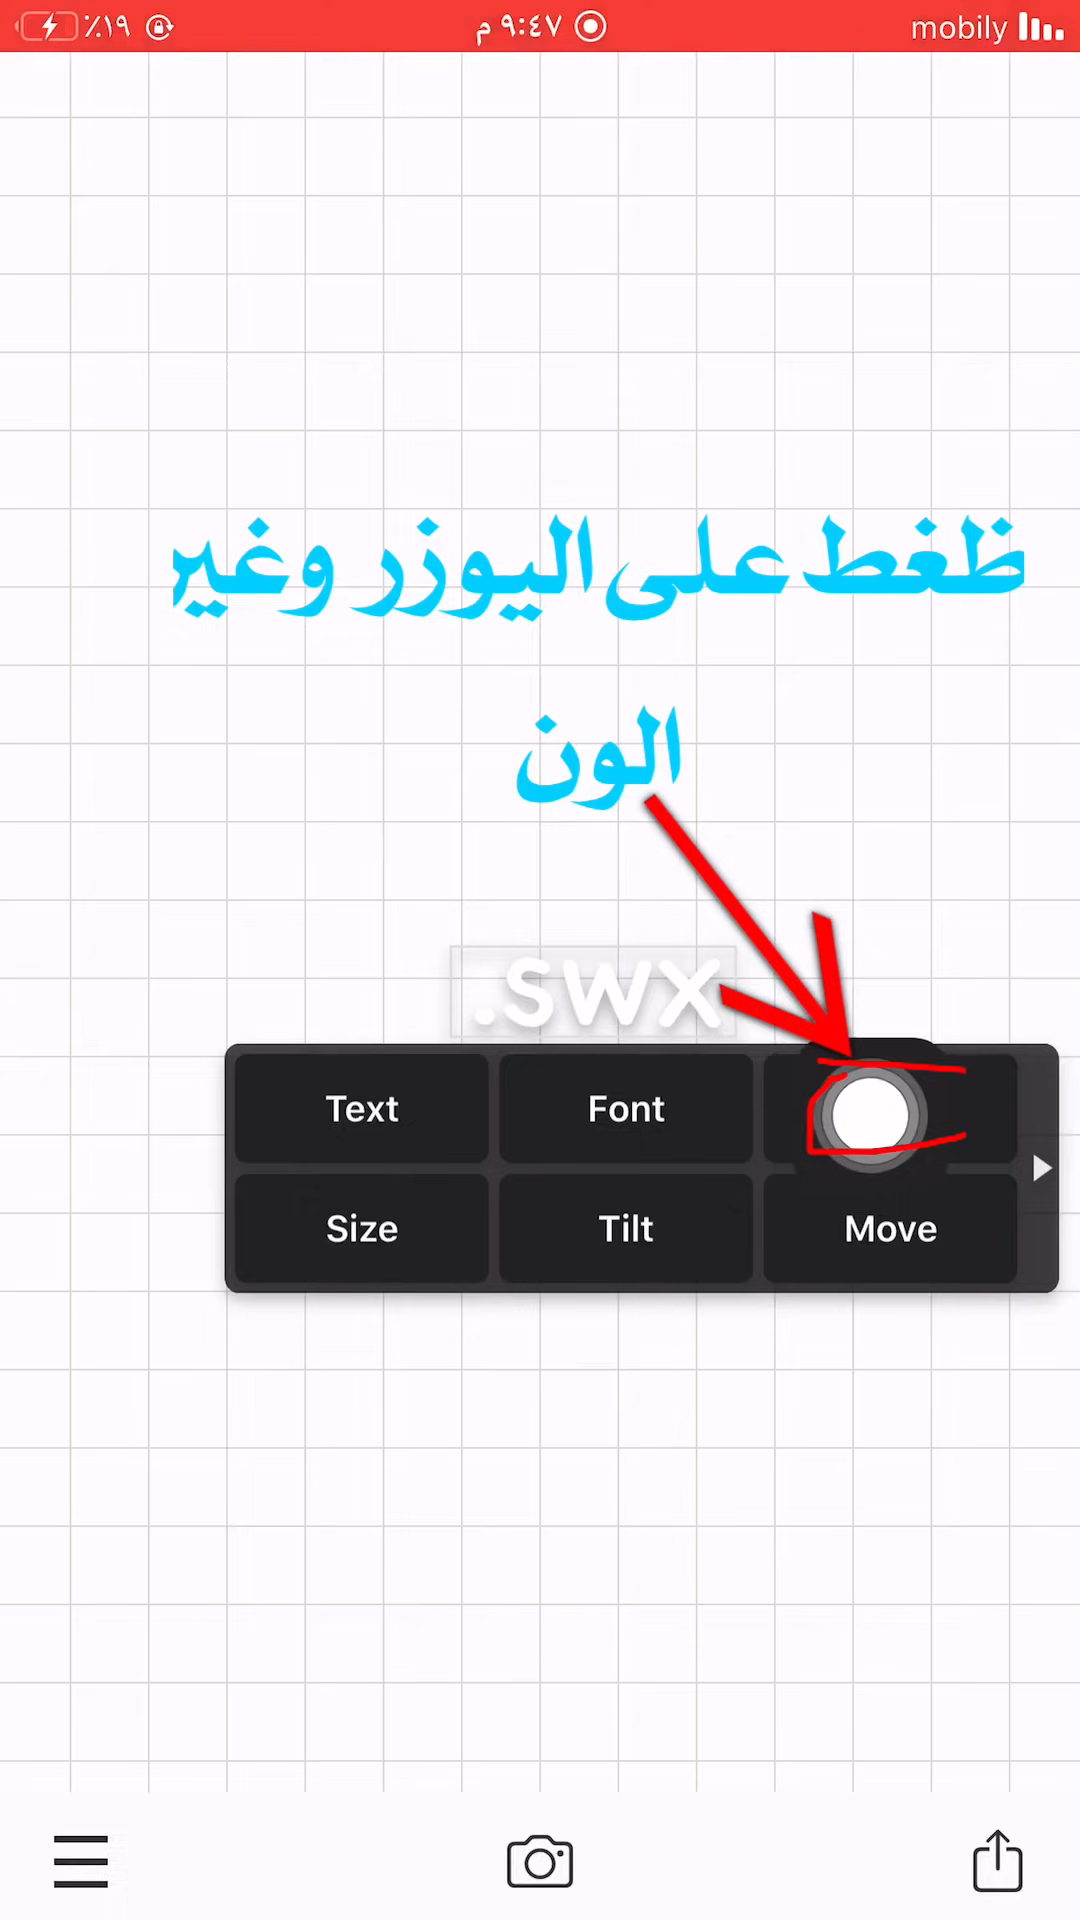 ٪١٩
٩:٤٧ م
mobily
ظغط على اليوزر وغير
الون
.SWX
Text
Font
Size
Tilt
Move